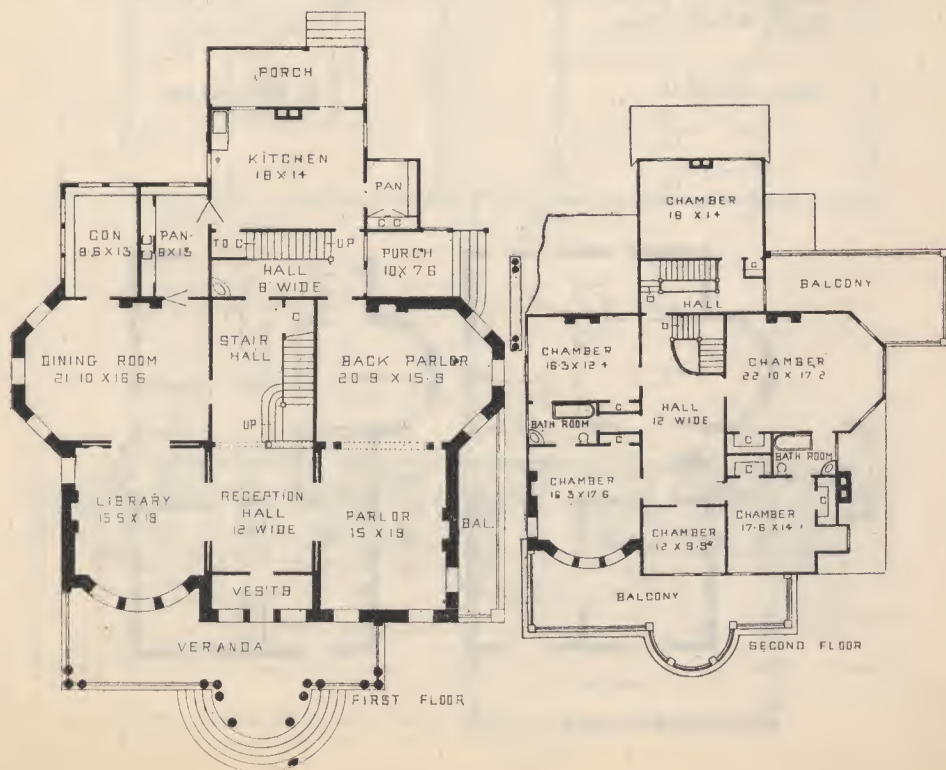 PORCH
KITCHEN
18 X 14
PAN
C C
CON
8.6 X 13
PAN.
8 X 13
C
C
TO C
UP
PORCH
10 X 7 6
HALL
8' WIDE
C
STAIR
HALL
DINING ROOM
21 10 X 16 6
BACK PARLOR
20 9 X 15.9
UP
LIBRARY
15 5 X 19
RECEPTION
HALL
12 WIDE
PARLOR
15 X 19
BAL.
VEST'B
VERANDA
FIRST FLOOR
CHAMBER
18 X 14
C
BALCONY
HALL
CHAMBER
16.3 X 12 4
CHAMBER
22 10 X 17 2
C
HALL
12 WIDE
BATH ROOM
C
C
BATH ROOM
C
C
CHAMBER
16 3 X 17 6
CHAMBER
17.6 X 14
CHAMBER
12 X 9.9
BALCONY
SECOND FLOOR